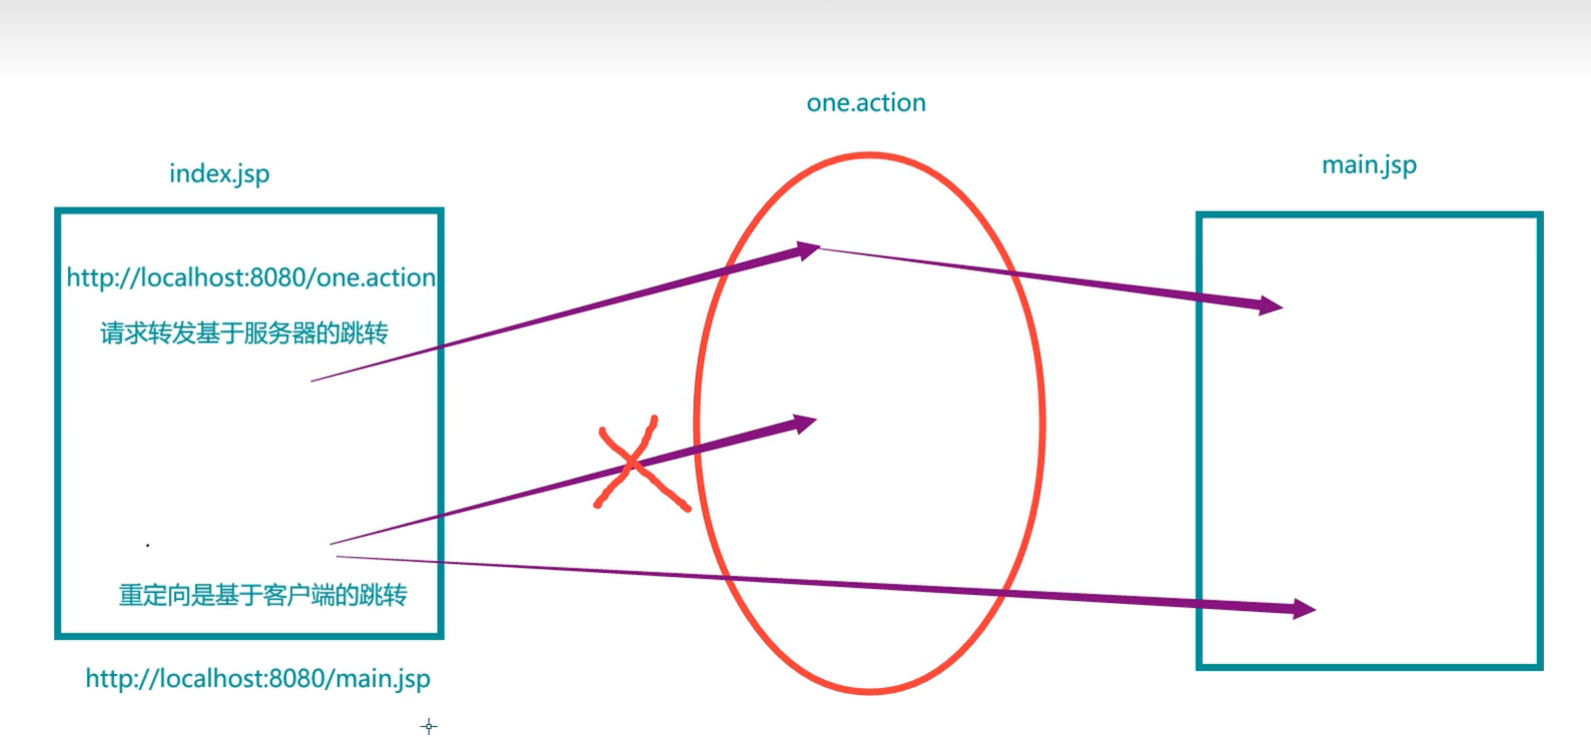 one.action
index.jsp
main.jsp
http://localhost:8080/one.action
请求转发基于服务器的跳转
重定向是基于客户端的跳转
http://localhost:8080/main.jsp